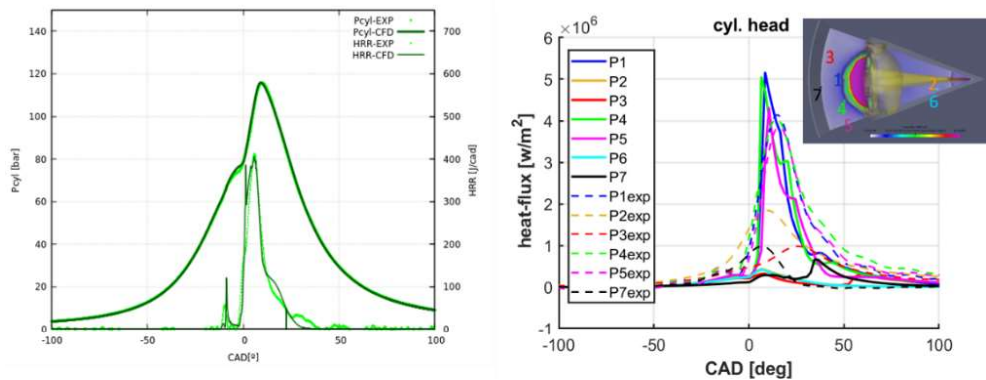 Pcyl-EXP
Pcyl-CFD
HRR-EXP
HRR-CFD
140
120
100
80
60
40
20
0
Pcyl [bar]
700
600
500
400
300
200
100
0
HRR [J/cad]
-100
-50
0
50
100
CAD[º]
cyl. head
×10⁶
6
5
4
3
2
1
0
-1
heat-flux [w/m²]
P1
P2
P3
P4
P5
P6
P7
P1exp
P2exp
P3exp
P4exp
P5exp
P7exp
-100
-50
0
50
100
CAD [deg]
3
1
2
7
6
4
5